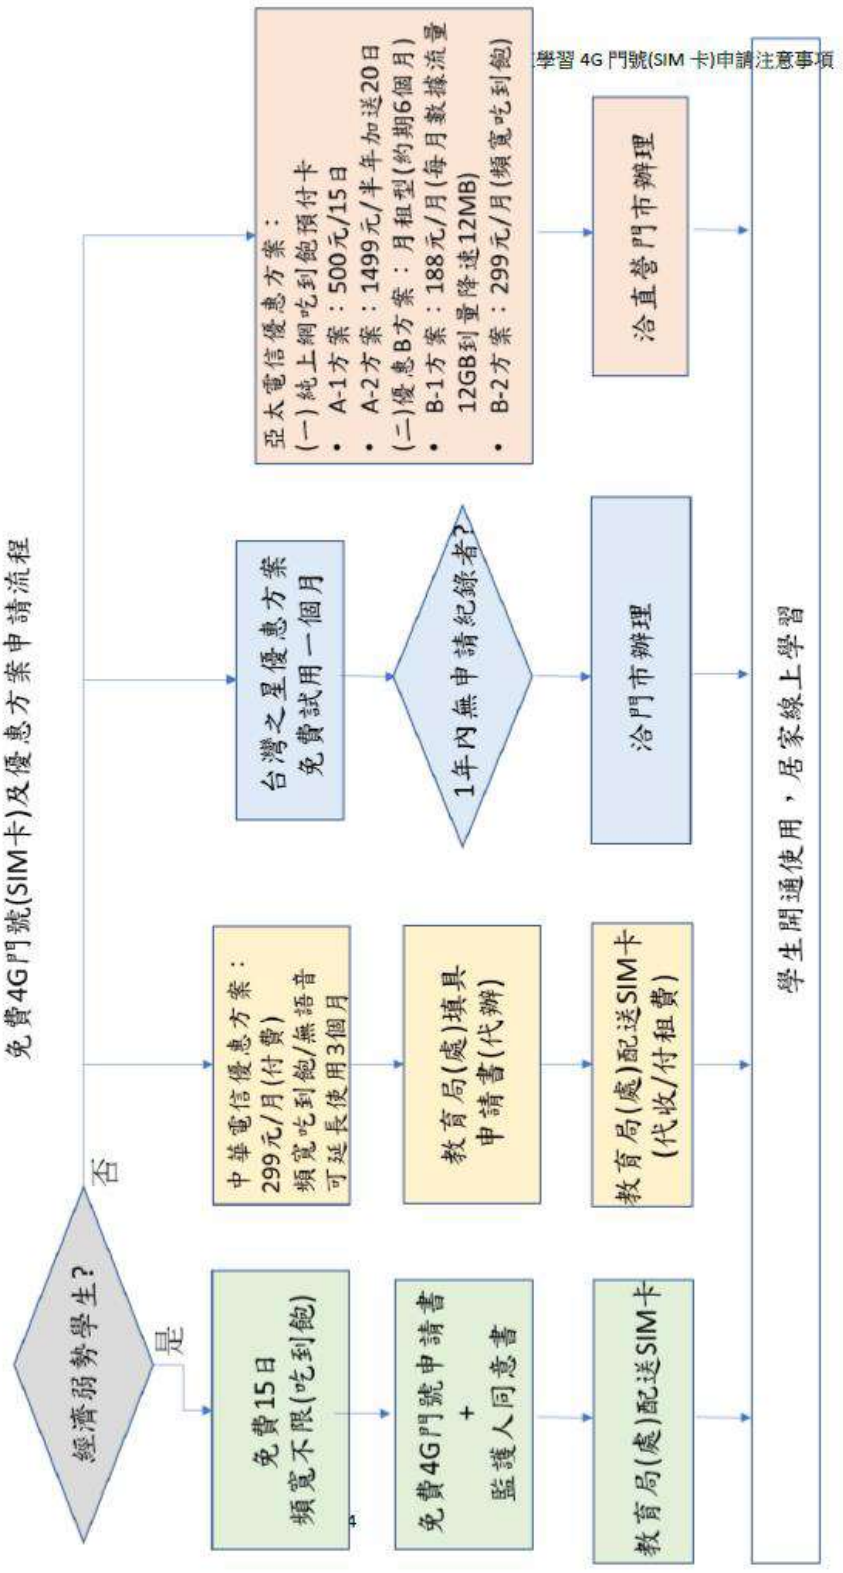 學習 4G 門號(SIM 卡)申請注意事項
免費4G門號(SIM卡)及優惠方案申請流程
經濟弱勢學生?
是
否
免費15日
頻寬不限(吃到飽)
免費4G門號申請書
+
監護人同意書
教育局(處)配送SIM卡
中華電信優惠方案：
299元/月(付費)
頻寬吃到飽/無語音
可延長使用3個月
教育局(處)填具
申請書(代辦)
教育局(處)配送SIM卡
(代收/付租費)
台灣之星優惠方案
免費試用一個月
1年內無申請紀錄者?
洽門市辦理
亞太電信優惠方案：
(一)純上網吃到飽預付卡
• A-1方案：500元/15日
• A-2方案：1499元/半年加送20日
(二)優惠B方案：月租型(約期6個月)
• B-1方案：188元/月(每月數據流量
12GB到量降速12MB)
• B-2方案：299元/月(頻寬吃到飽)
洽直營門市辦理
學生開通使用，居家線上學習
4